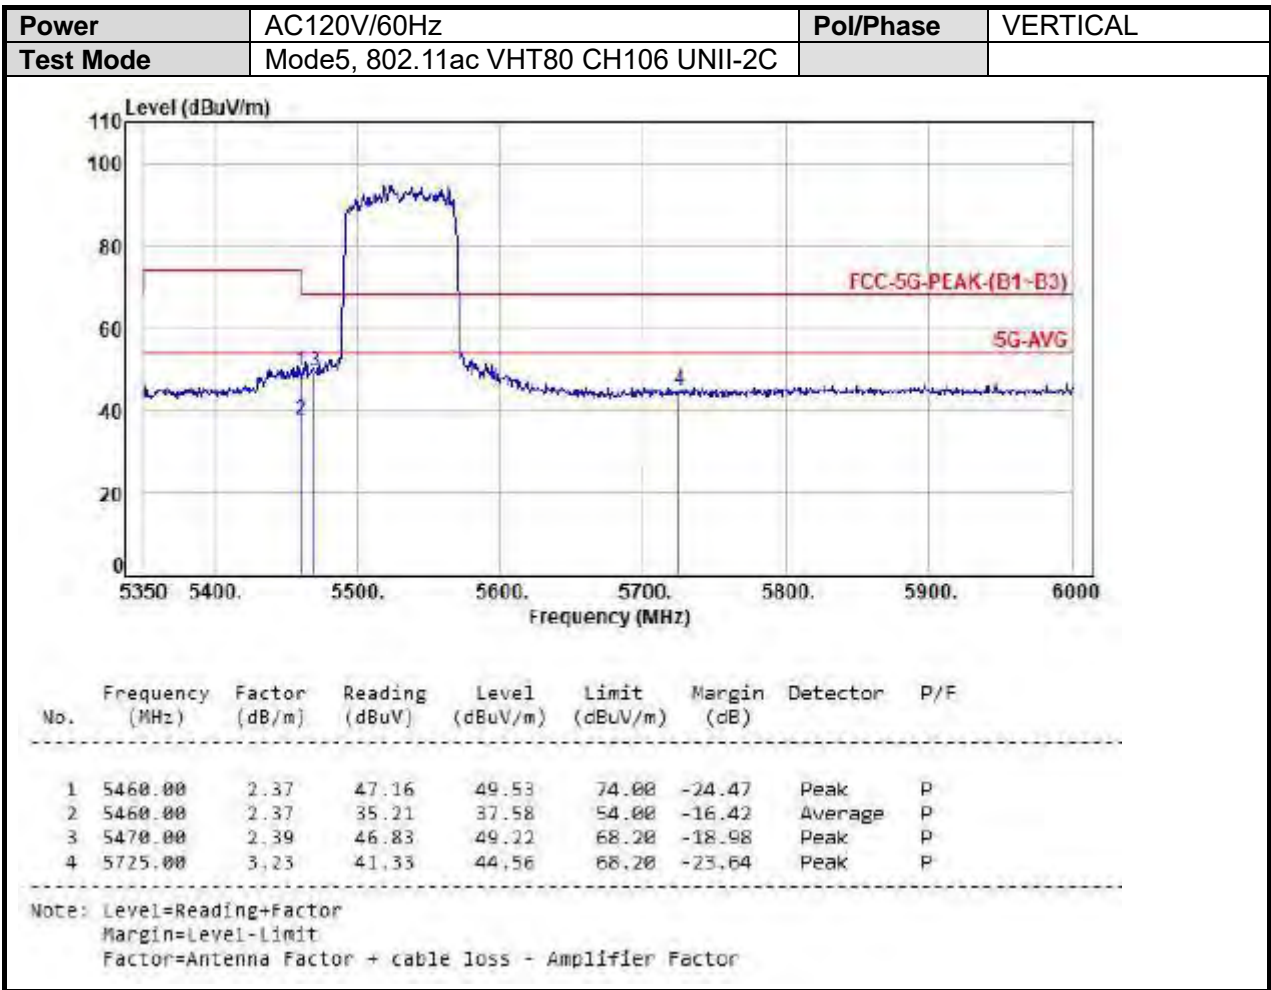 Power AC120V/60Hz Pol/Phase VERTICAL
Test Mode Mode5, 802.11ac VHT80 CH106 UNII-2C
Level (dBuV/m)
110
100
80
FCC-5G-PEAK-(B1~B3)
60
5G-AVG
1 3
4
40
2
20
0
5350 5400. 5500. 5600. 5700. 5800. 5900. 6000
Frequency (MHz)
Frequency Factor Reading Level Limit Margin Detector P/F
No. (MHz) (dB/m) (dBuV) (dBuV/m) (dBuV/m) (dB)
1 5460.00 2.37 47.16 49.53 74.00 -24.47 Peak P
2 5460.00 2.37 35.21 37.58 54.00 -16.42 Average P
3 5470.00 2.39 46.83 49.22 68.20 -18.98 Peak P
4 5725.00 3.23 41.33 44.56 68.20 -23.64 Peak P
Note: Level=Reading+Factor
Margin=Level-Limit
Factor=Antenna Factor + cable loss - Amplifier Factor